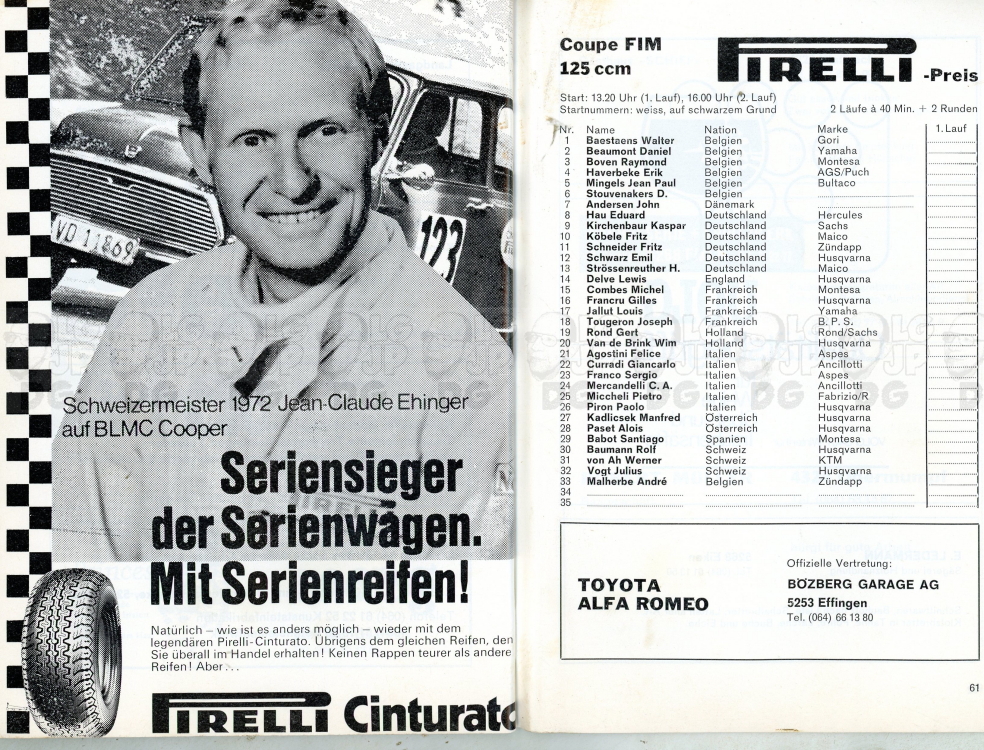 VD 11869
123
Schweizermeister 1972 Jean-Claude Ehinger
auf BLMC Cooper
Seriensieger
der Serienwagen.
Mit Serienreifen!
Natürlich – wie ist es anders möglich – wieder mit dem
legendären Pirelli-Cinturato. Übrigens dem gleichen Reifen, den
Sie überall im Handel erhalten! Keinen Rappen teurer als andere
Reifen! Aber...
PIRELLI Cinturato
Coupe FIM
125 ccm
PIRELLI -Preis
Start: 13.20 Uhr (1. Lauf), 16.00 Uhr (2. Lauf)
Startnummern: weiss, auf schwarzem Grund 2 Läufe à 40 Min. + 2 Runden
Nr. Name Nation Marke 1. Lauf
1 Baestaens Walter Belgien Gori
2 Beaumont Daniel Belgien Yamaha
3 Boven Raymond Belgien Montesa
4 Haverbeke Erik Belgien AGS/Puch
5 Mingels Jean Paul Belgien Bultaco
6 Stouvenakers D. Belgien
7 Andersen John Dänemark
8 Hau Eduard Deutschland Hercules
9 Kirchenbaur Kaspar Deutschland Sachs
10 Köbele Fritz Deutschland Maico
11 Schneider Fritz Deutschland Zündapp
12 Schwarz Emil Deutschland Husqvarna
13 Strössenreuther H. Deutschland Maico
14 Delve Lewis England Husqvarna
15 Combes Michel Frankreich Montesa
16 Francru Gilles Frankreich Husqvarna
17 Jallut Louis Frankreich Yamaha
18 Tougeron Joseph Frankreich B. P. S.
19 Rond Gert Holland Rond/Sachs
20 Van de Brink Wim Holland Husqvarna
21 Agostini Felice Italien Aspes
22 Curradi Giancarlo Italien Ancillotti
23 Franco Sergio Italien Aspes
24 Mercandelli C. A. Italien Ancillotti
25 Miccheli Pietro Italien Fabrizio/R
26 Piron Paolo Italien Husqvarna
27 Kadlicsek Manfred Österreich Husqvarna
28 Paset Alois Österreich Husqvarna
29 Babot Santiago Spanien Montesa
30 Baumann Rolf Schweiz Husqvarna
31 von Ah Werner Schweiz KTM
32 Vogt Julius Schweiz Husqvarna
33 Malherbe André Belgien Zündapp
34
35
TOYOTA
ALFA ROMEO
Offizielle Vertretung:
BÖZBERG GARAGE AG
5253 Effingen
Tel. (064) 66 13 80
61